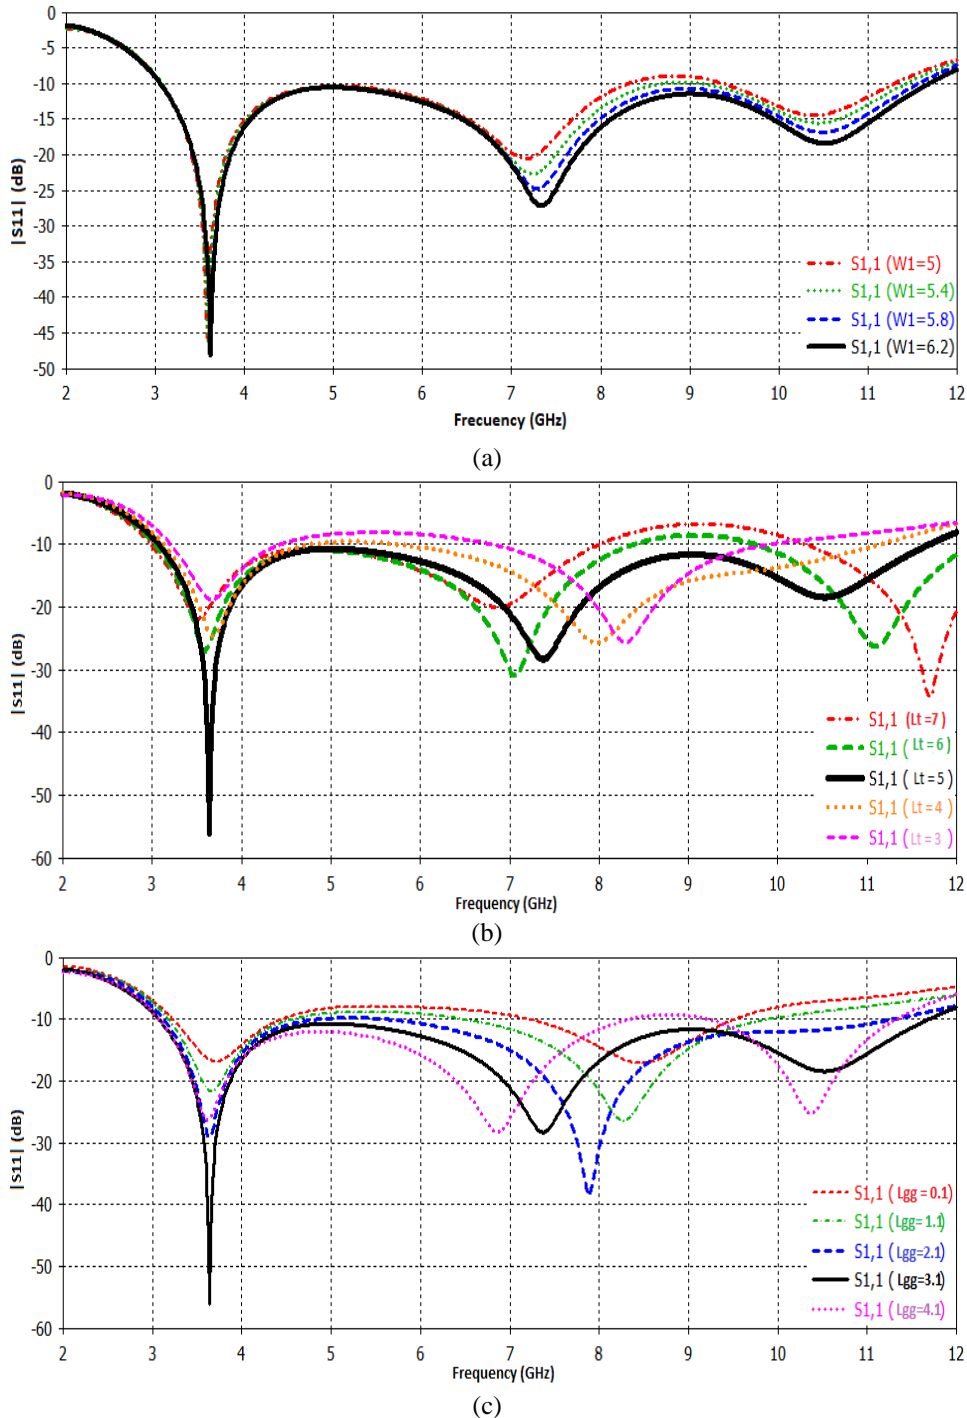 0
-5
-10
-15
-20
-25
-30
-35
-40
-45
-50
|S11| (dB)
S1,1 (W1=5)
S1,1 (W1=5.4)
S1,1 (W1=5.8)
S1,1 (W1=6.2)
2 3 4 5 6 7 8 9 10 11 12
Frecuency (GHz)
(a)
0
-10
-20
-30
-40
-50
-60
|S11| (dB)
S1,1 (Lt =7)
S1,1 ( Lt = 6 )
S1,1 ( Lt = 5 )
S1,1 ( Lt = 4 )
S1,1 ( Lt = 3 )
2 3 4 5 6 7 8 9 10 11 12
Frequency (GHz)
(b)
0
-10
-20
-30
-40
-50
-60
|S11| (dB)
S1,1 ( Lgg = 0.1)
S1,1 ( Lgg= 1.1)
S1,1 ( Lgg=2.1)
S1,1 ( Lgg=3.1)
S1,1 ( Lgg=4.1)
2 3 4 5 6 7 8 9 10 11 12
Frequency (GHz)
(c)